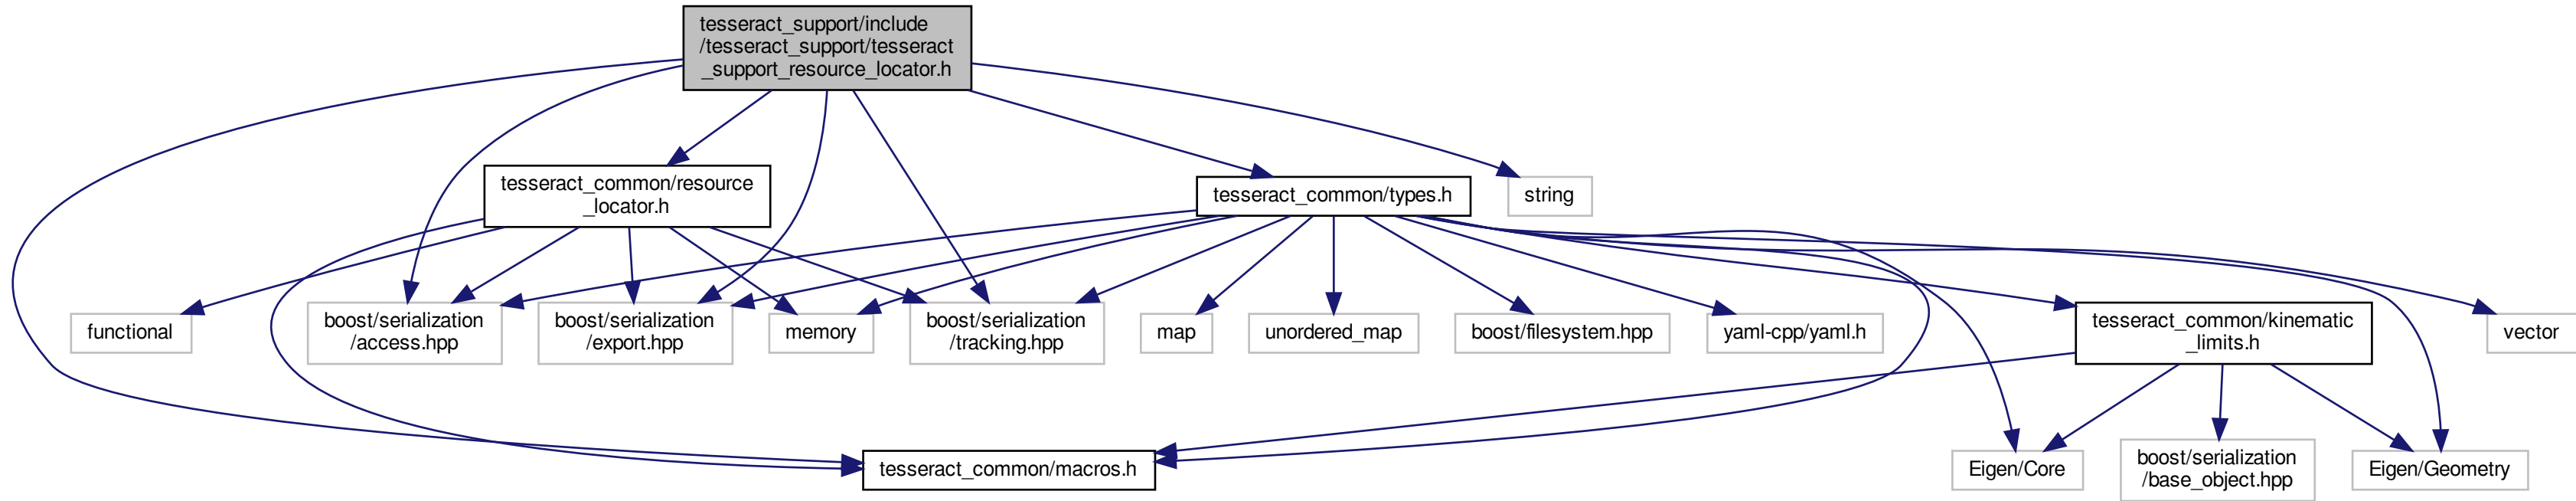 tesseract_support/include
/tesseract_support/tesseract
_support_resource_locator.h
tesseract_common/resource
_locator.h
tesseract_common/types.h
string
functional
boost/serialization
/access.hpp
boost/serialization
/export.hpp
memory
boost/serialization
/tracking.hpp
map
unordered_map
boost/filesystem.hpp
yaml-cpp/yaml.h
tesseract_common/kinematic
_limits.h
vector
tesseract_common/macros.h
Eigen/Core
boost/serialization
/base_object.hpp
Eigen/Geometry